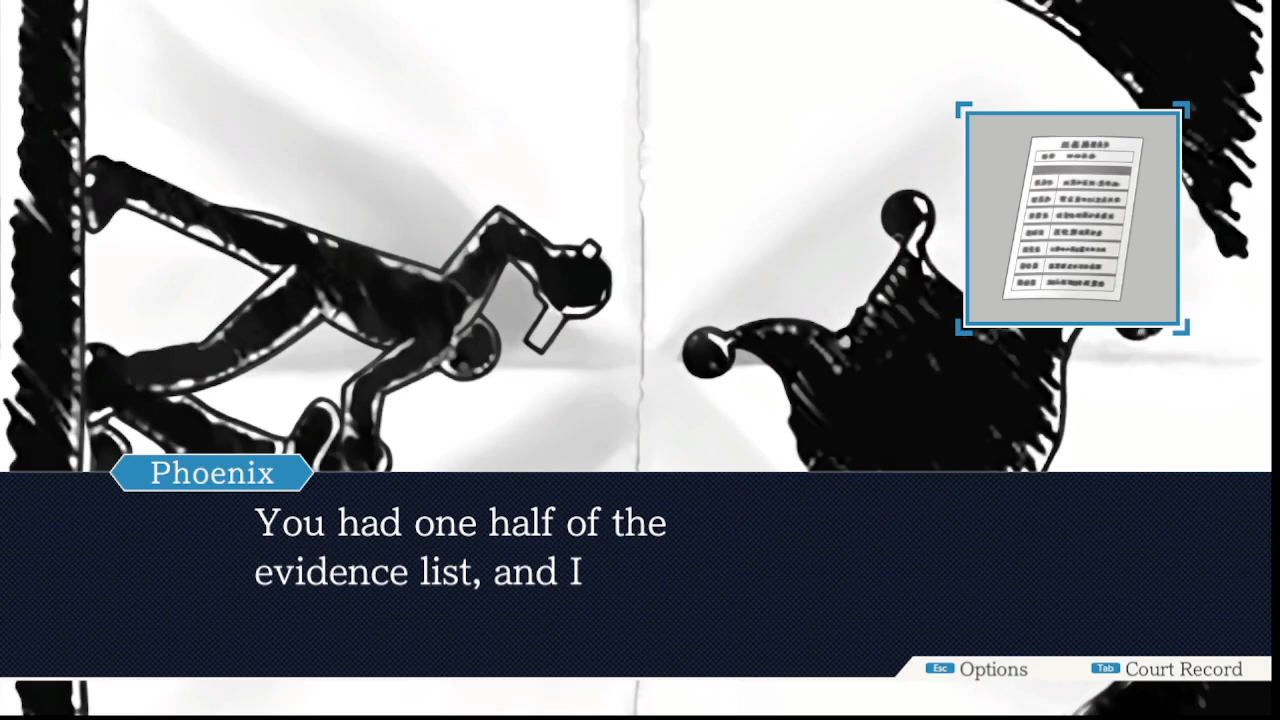 Phoenix
You had one half of the
evidence list, and I
Esc Options
Tab Court Record